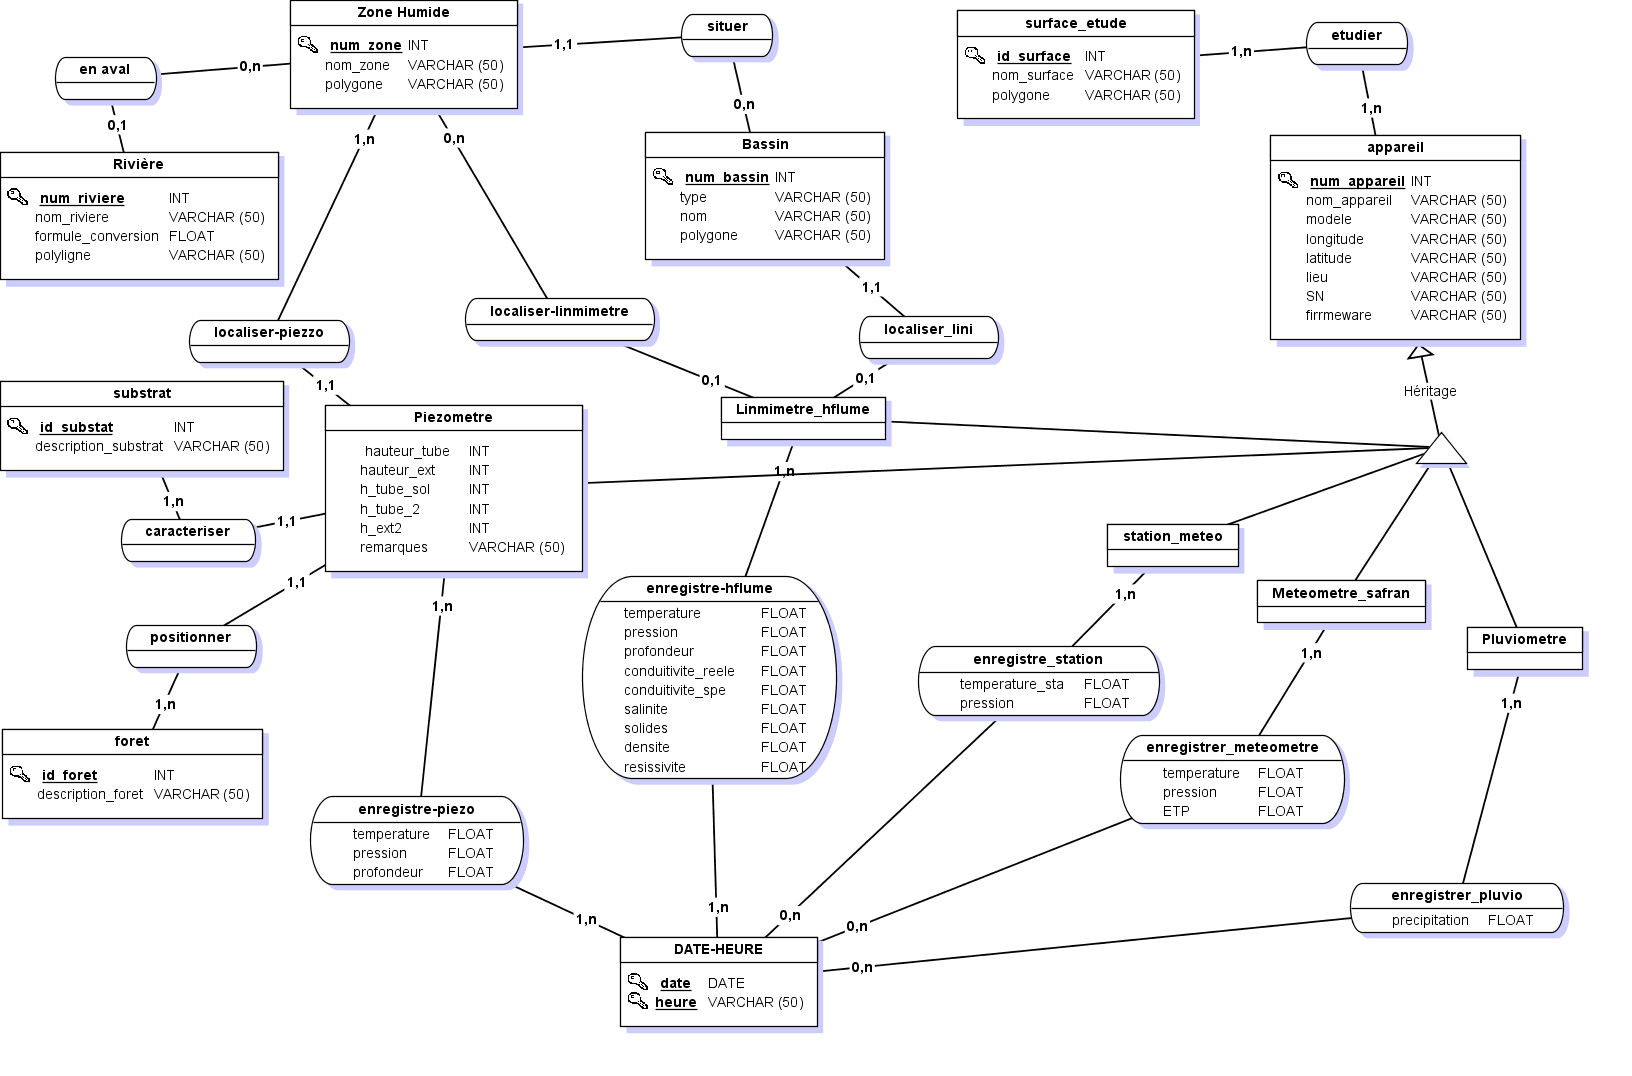 Zone Humide
num_zone INT
nom_zone VARCHAR (50)
polygone VARCHAR (50)
situer
1,1
0,n
en aval
0,n
0,1
surface_etude
id_surface INT
nom_surface VARCHAR (50)
polygone VARCHAR (50)
etudier
1,n
1,n
Rivière
num_riviere INT
nom_riviere VARCHAR (50)
formule_conversion FLOAT
polyligne VARCHAR (50)
1,n
0,n
Bassin
num_bassin INT
type VARCHAR (50)
nom VARCHAR (50)
polygone VARCHAR (50)
appareil
num_appareil INT
nom_appareil VARCHAR (50)
modele VARCHAR (50)
longitude VARCHAR (50)
latitude VARCHAR (50)
lieu VARCHAR (50)
SN VARCHAR (50)
firrmeware VARCHAR (50)
localiser-piezzo
1,1
localiser-linmimetre
0,1
1,1
localiser_lini
0,1
Héritage
substrat
id_substat INT
description_substrat VARCHAR (50)
1,n
caracteriser
1,1
Piezometre
hauteur_tube INT
hauteur_ext INT
h_tube_sol INT
h_tube_2 INT
h_ext2 INT
remarques VARCHAR (50)
Linmimetre_hflume
1,n
1,1
positionner
1,n
foret
id_foret INT
description_foret VARCHAR (50)
1,n
enregistre-piezo
temperature FLOAT
pression FLOAT
profondeur FLOAT
1,n
enregistre-hflume
temperature FLOAT
pression FLOAT
profondeur FLOAT
conduitivite_reele FLOAT
conduitivite_spe FLOAT
salinite FLOAT
solides FLOAT
densite FLOAT
resissivite FLOAT
1,n
station_meteo
1,n
enregistre_station
temperature_sta FLOAT
pression FLOAT
0,n
Meteometre_safran
1,n
enregistrer_meteometre
temperature FLOAT
pression FLOAT
ETP FLOAT
0,n
Pluviometre
1,n
enregistrer_pluvio
precipitation FLOAT
0,n
DATE-HEURE
date DATE
heure VARCHAR (50)